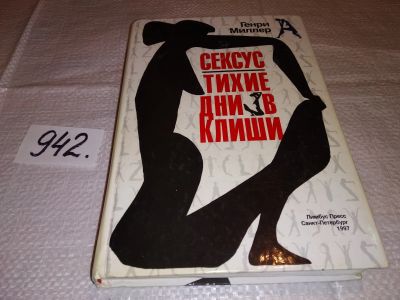 Генри
Миллер
СЕКСУС
ТИХИЕ
ДНИ В
КЛИШИ
942.
Лимбус Пресс
Санкт-Петербург
1997